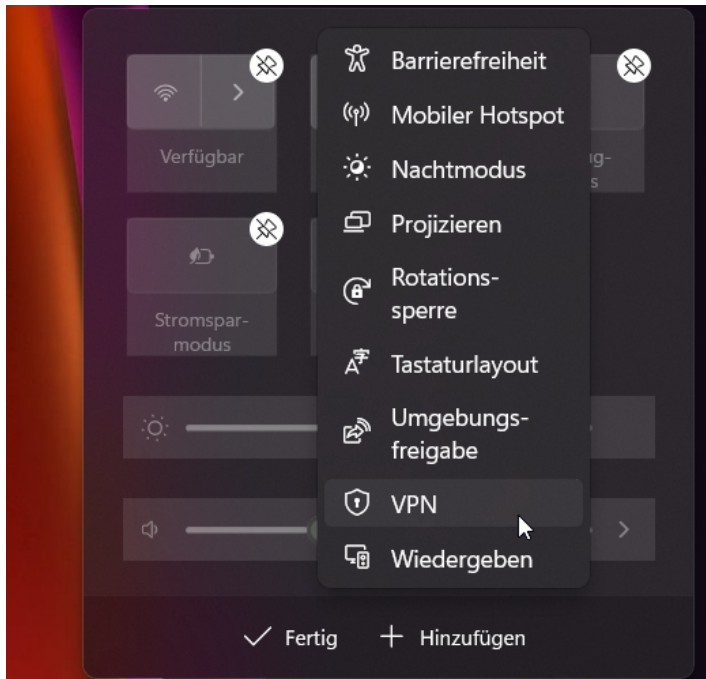 Barrierefreiheit
Mobiler Hotspot
Verfügbar
Nachtmodus
Projizieren
Rotations-
sperre
Stromspar-
modus
Tastaturlayout
Umgebungs-
freigabe
VPN
Wiedergeben
Fertig
Hinzufügen